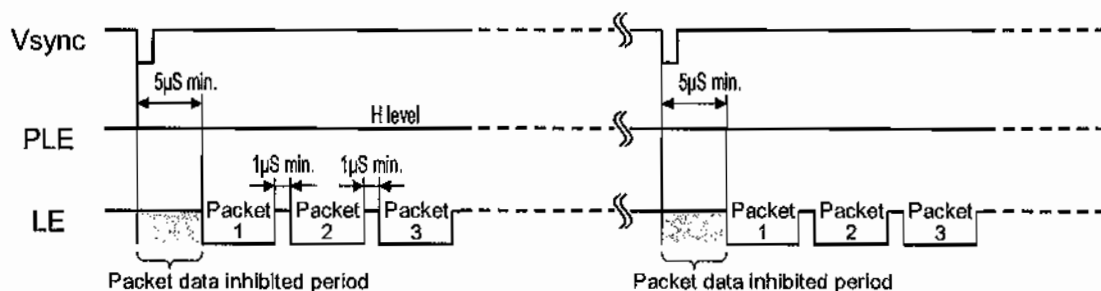 Vsync
5µS min.
5µS min.
H level
PLE
1µS min.
1µS min.
LE
Packet
1
Packet
2
Packet
3
Packet
1
Packet
2
Packet
3
Packet data inhibited period
Packet data inhibited period